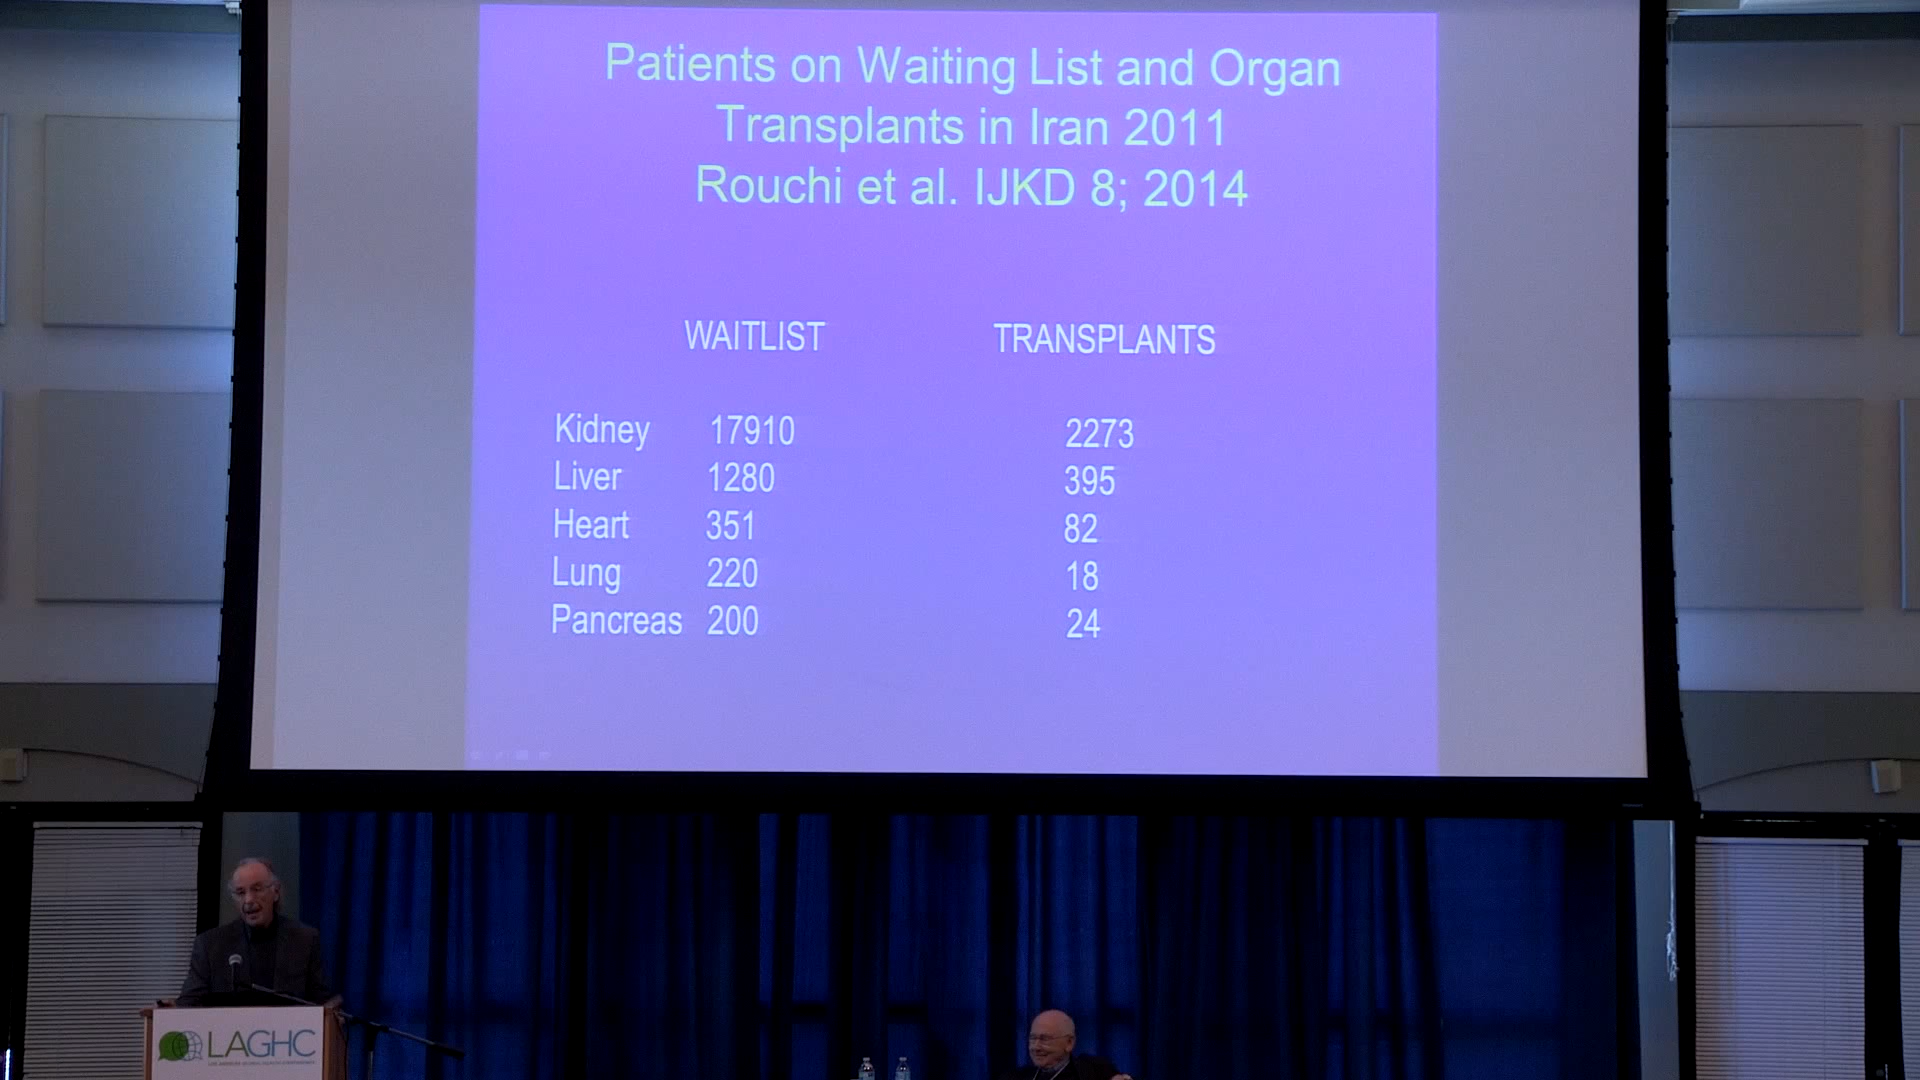 Patients on Waiting List and Organ
Transplants in Iran 2011
Rouchi et al. IJKD 8; 2014
WAITLIST TRANSPLANTS
Kidney 17910 2273
Liver 1280 395
Heart 351 82
Lung 220 18
Pancreas 200 24
LAGHC